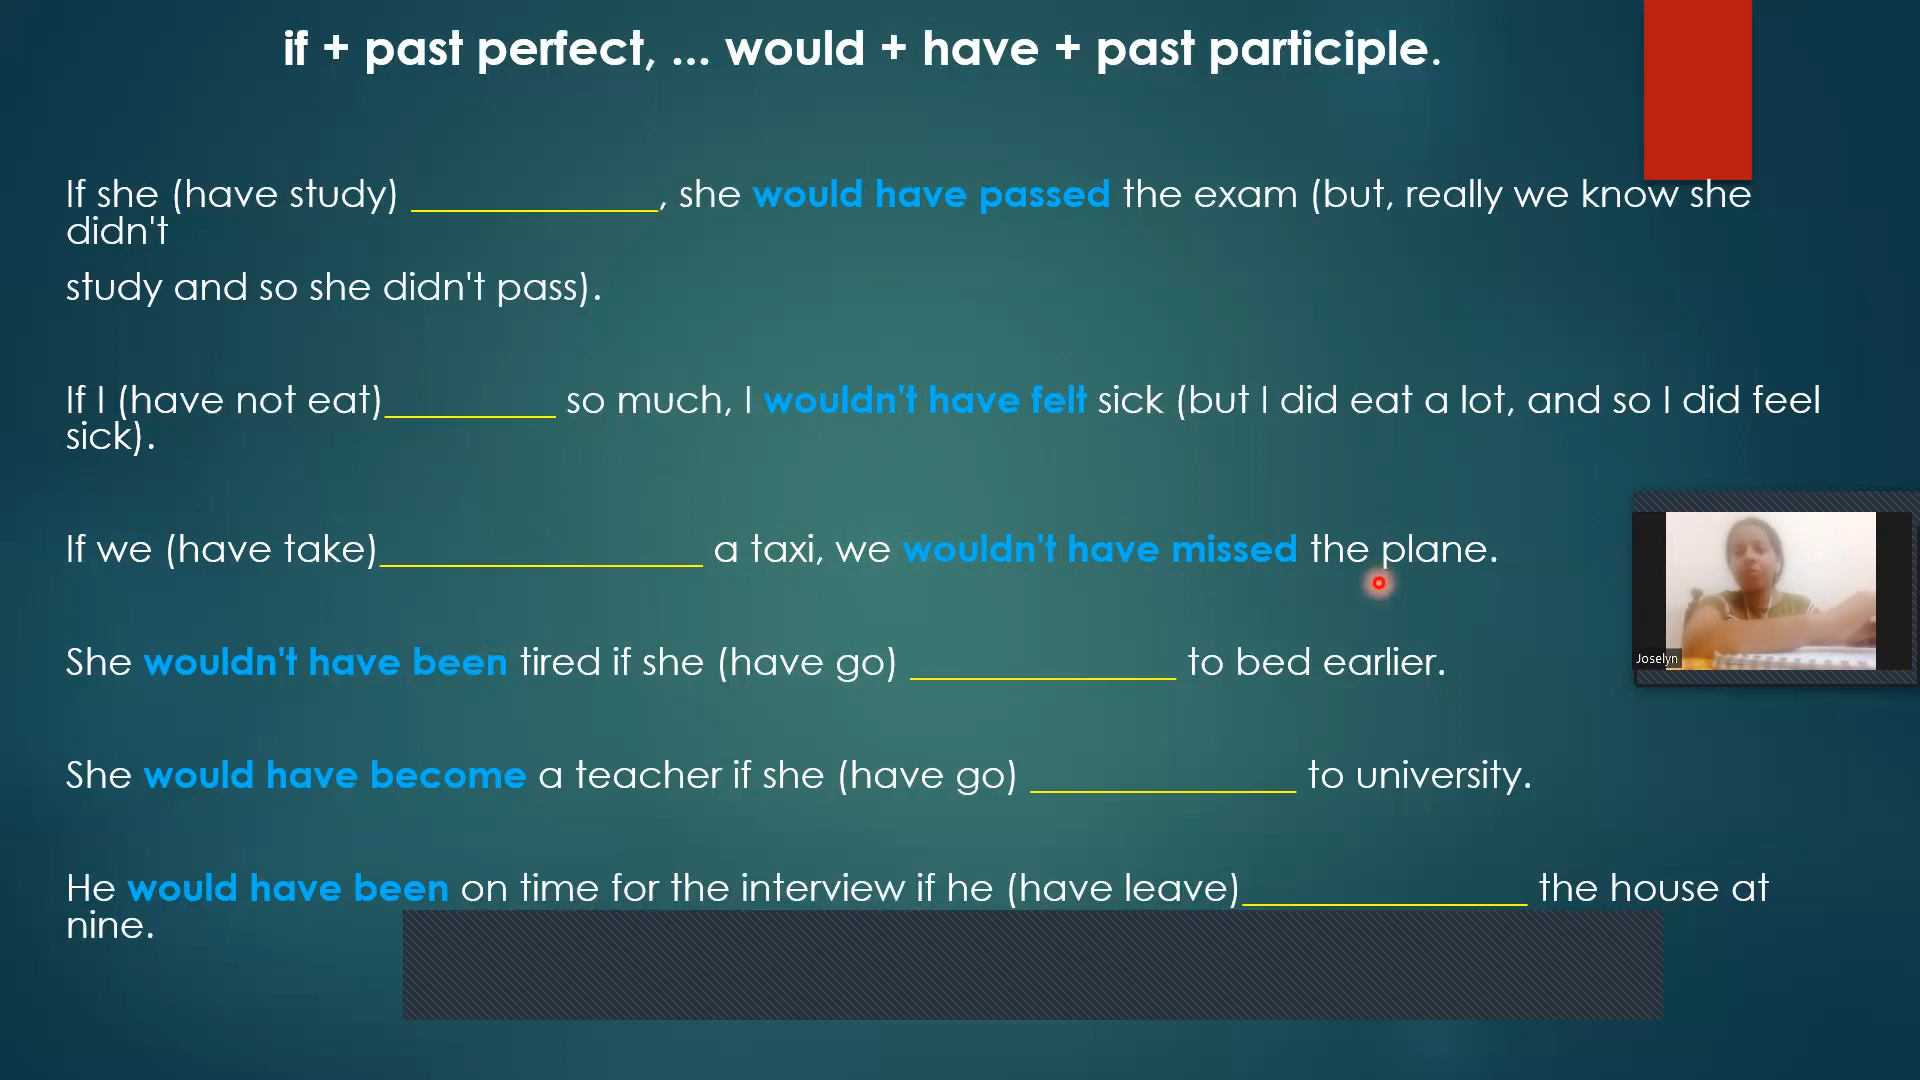 if + past perfect, ... would + have + past participle.
If she (have study) _____________, she would have passed the exam (but, really we know she
didn't
study and so she didn't pass).
If I (have not eat)_________ so much, I wouldn't have felt sick (but I did eat a lot, and so I did feel
sick).
If we (have take)_________________ a taxi, we wouldn't have missed the plane.
Joselyn
She wouldn't have been tired if she (have go) ______________ to bed earlier.
She would have become a teacher if she (have go) ______________ to university.
He would have been on time for the interview if he (have leave)_______________ the house at
nine.